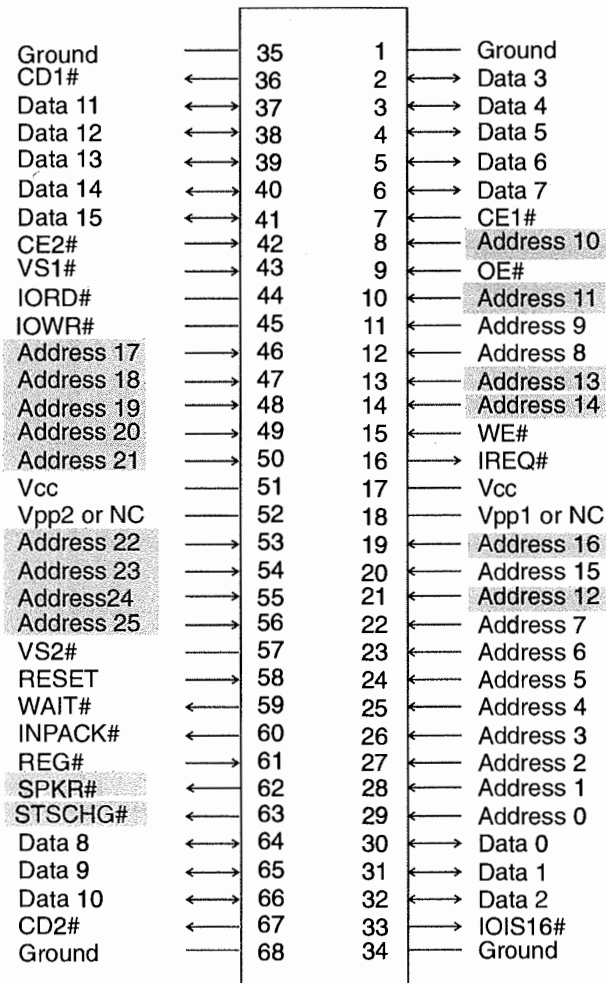 Ground 35 1 Ground
CD1# 36 2 Data 3
Data 11 37 3 Data 4
Data 12 38 4 Data 5
Data 13 39 5 Data 6
Data 14 40 6 Data 7
Data 15 41 7 CE1#
CE2# 42 8 Address 10
VS1# 43 9 OE#
IORD# 44 10 Address 11
IOWR# 45 11 Address 9
Address 17 46 12 Address 8
Address 18 47 13 Address 13
Address 19 48 14 Address 14
Address 20 49 15 WE#
Address 21 50 16 IREQ#
Vcc 51 17 Vcc
Vpp2 or NC 52 18 Vpp1 or NC
Address 22 53 19 Address 16
Address 23 54 20 Address 15
Address24 55 21 Address 12
Address 25 56 22 Address 7
VS2# 57 23 Address 6
RESET 58 24 Address 5
WAIT# 59 25 Address 4
INPACK# 60 26 Address 3
REG# 61 27 Address 2
SPKR# 62 28 Address 1
STSCHG# 63 29 Address 0
Data 8 64 30 Data 0
Data 9 65 31 Data 1
Data 10 66 32 Data 2
CD2# 67 33 IOIS16#
Ground 68 34 Ground